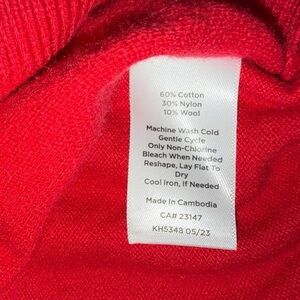 60% Cotton
30% Nylon
10% Wool
Machine Wash Cold
Gentle Cycle
Only Non-Chlorine
Bleach When Needed
Reshape, Lay Flat To
Dry
Cool Iron, If Needed
Made In Cambodia
CA# 23147
KH5348 05/23